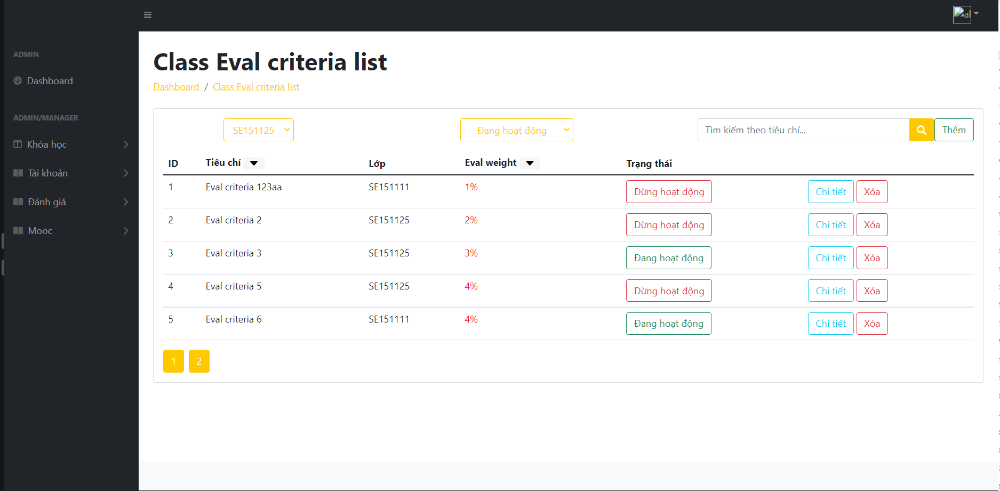 ADMIN
Dashboard
ADMIN/MANAGER
Khóa học
Tài khoản
Đánh giá
Mooc
al
Class Eval criteria list
Dashboard / Class Eval criteria list
SE151125 Đang hoạt động Tìm kiếm theo tiêu chí... Thêm
ID Tiêu chí Lớp Eval weight Trạng thái
1 Eval criteria 123aa SE151111 1% Dừng hoạt động Chi tiết Xóa
2 Eval criteria 2 SE151125 2% Dừng hoạt động Chi tiết Xóa
3 Eval criteria 3 SE151125 3% Đang hoạt động Chi tiết Xóa
4 Eval criteria 5 SE151125 4% Dừng hoạt động Chi tiết Xóa
5 Eval criteria 6 SE151111 4% Đang hoạt động Chi tiết Xóa
1 2